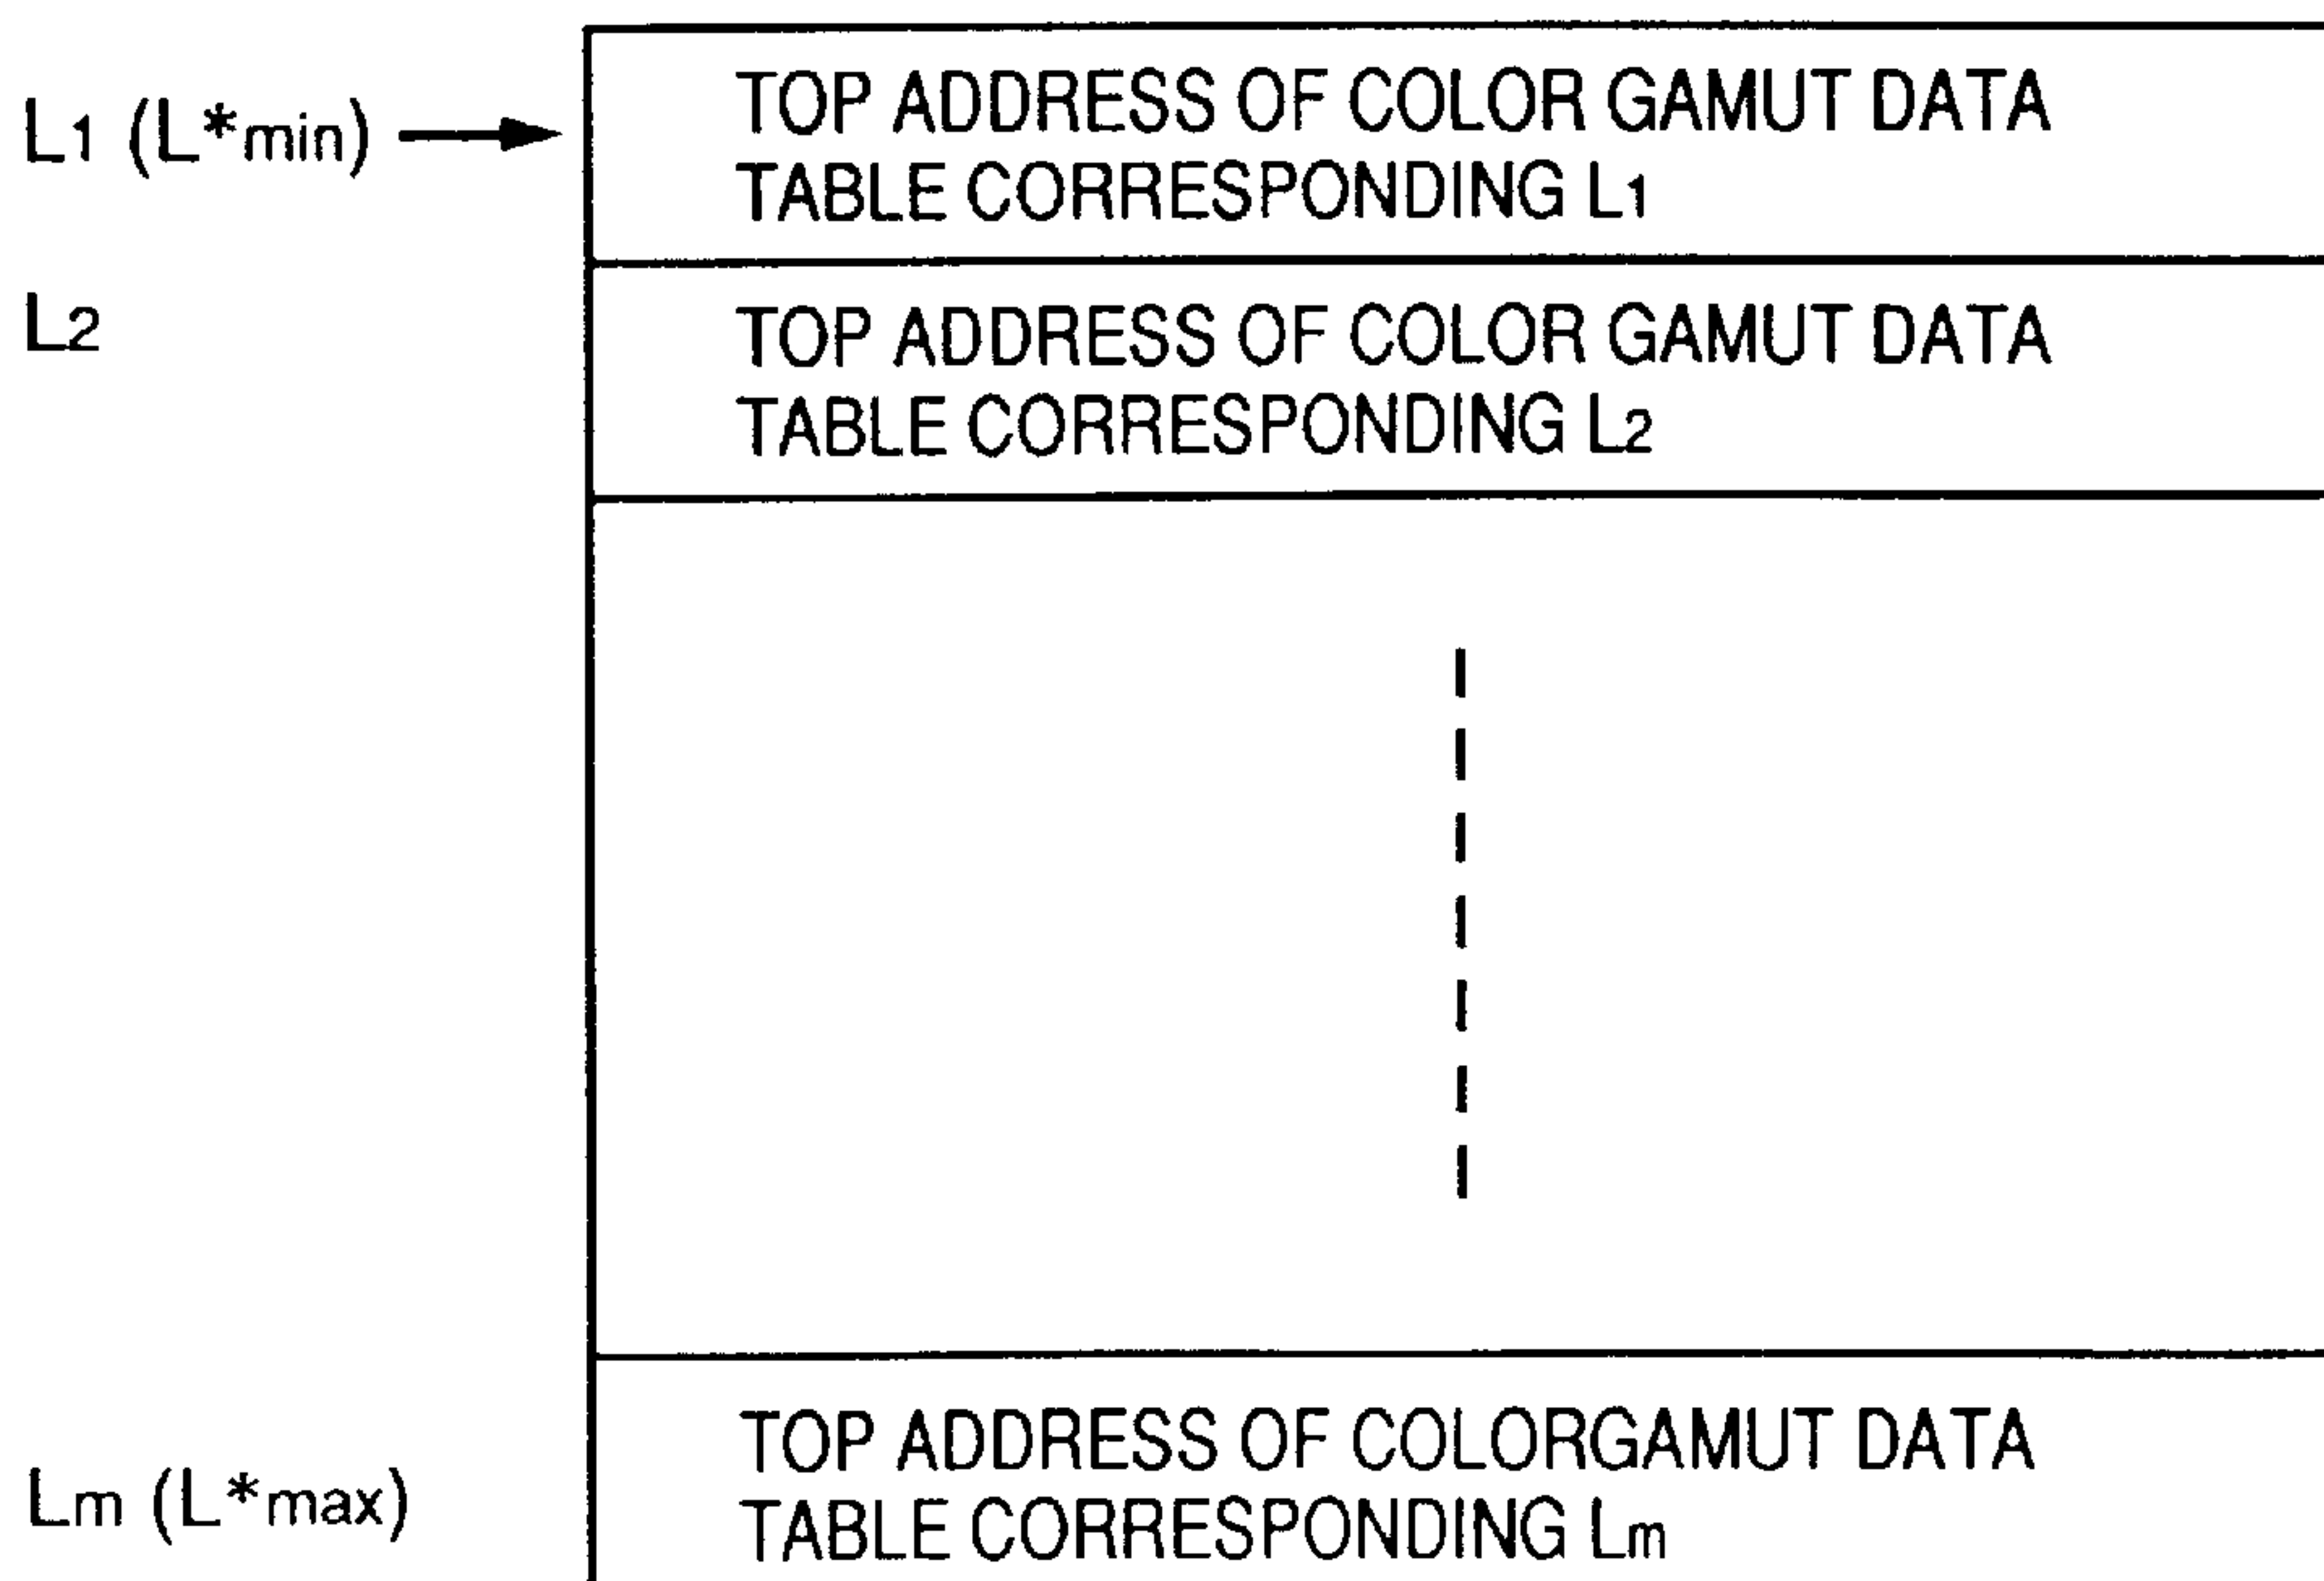 L1 (L*min)
TOP ADDRESS OF COLOR GAMUT DATA
TABLE CORRESPONDING L1
L2
TOP ADDRESS OF COLOR GAMUT DATA
TABLE CORRESPONDING L2
Lm (L*max)
TOP ADDRESS OF COLORGAMUT DATA
TABLE CORRESPONDING Lm